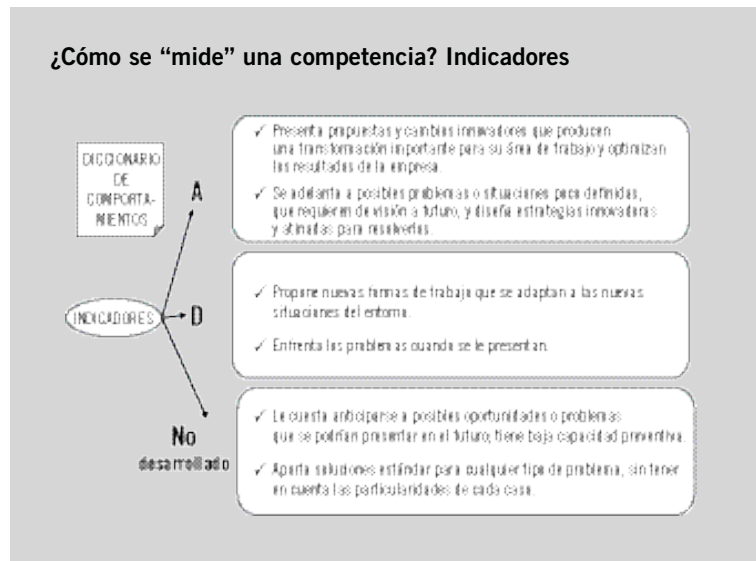 ¿Cómo se “mide” una competencia? Indicadores
DICCIONARIO
DE
COMPORTA-
MIENTOS
A
✓ Presenta propuestas y cambios innovadores que producen
una transformación importante para su área de trabajo y optimizan
los resultados de la empresa.
✓ Se adelanta a posibles problemas o situaciones poco definidas,
que requieren de visión a futuro, y diseña estrategias innovadoras
y atinadas para resolverlos.
INDICADORES
D
✓ Propone nuevas formas de trabajo que se adaptan a las nuevas
situaciones del entorno.
✓ Enfrenta los problemas cuando se le presentan.
No
desarrollado
✓ Le cuesta anticiparse a posibles oportunidades o problemas
que se podrían presentar en el futuro; tiene baja capacidad preventiva.
✓ Aporta soluciones estándar para cualquier tipo de problema, sin tener
en cuenta las particularidades de cada caso.